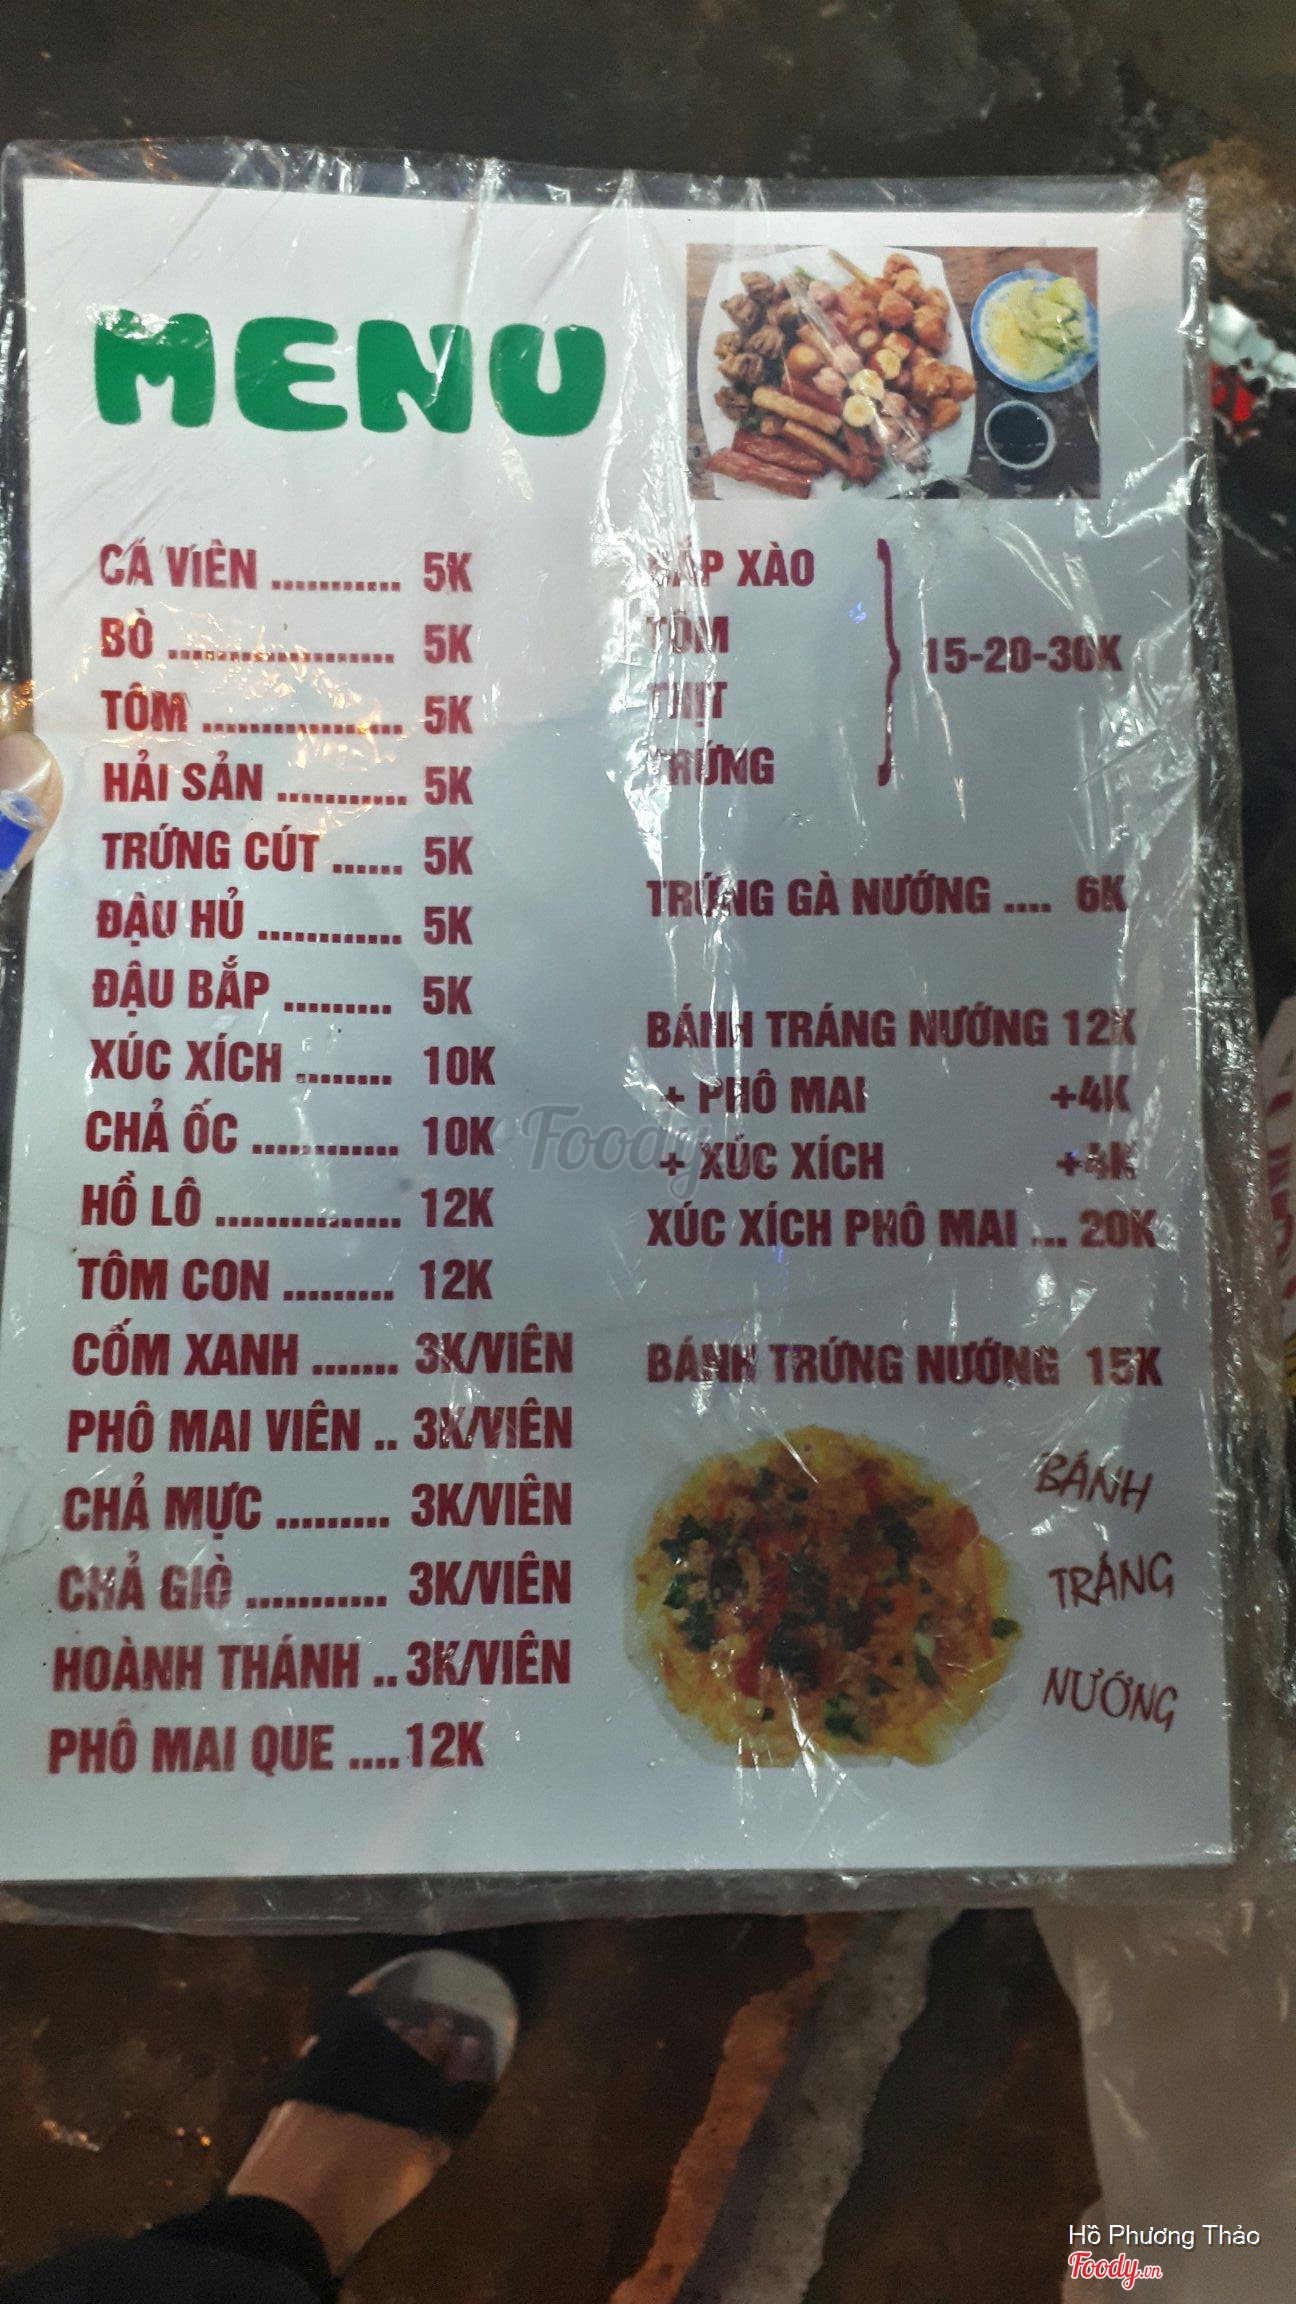 MENU
CÁ VIÊN ........... 5K
BÒ .................... 5K
TÔM ................. 5K
HẢI SẢN ........... 5K
TRỨNG CÚT ...... 5K
ĐẬU HỦ ............ 5K
ĐẬU BẮP ......... 5K
XÚC XÍCH ........ 10K
CHẢ ỐC ............ 10K
HỒ LÔ ............... 12K
TÔM CON ......... 12K
CỐM XANH ....... 3K/VIÊN
PHÔ MAI VIÊN .. 3K/VIÊN
CHẢ MỰC ......... 3K/VIÊN
CHẢ GIÒ ........... 3K/VIÊN
HOÀNH THÁNH .. 3K/VIÊN
PHÔ MAI QUE .... 12K
BẮP XÀO
TÔM
THỊT
TRỨNG
15-20-30K
TRỨNG GÀ NƯỚNG .... 6K
BÁNH TRÁNG NƯỚNG 12K
+ PHÔ MAI +4K
+ XÚC XÍCH +4K
XÚC XÍCH PHÔ MAI ... 20K
BÁNH TRỨNG NƯỚNG 15K
BÁNH
TRÁNG
NƯỚNG
Foody
Hồ Phương Thảo
Foody.vn